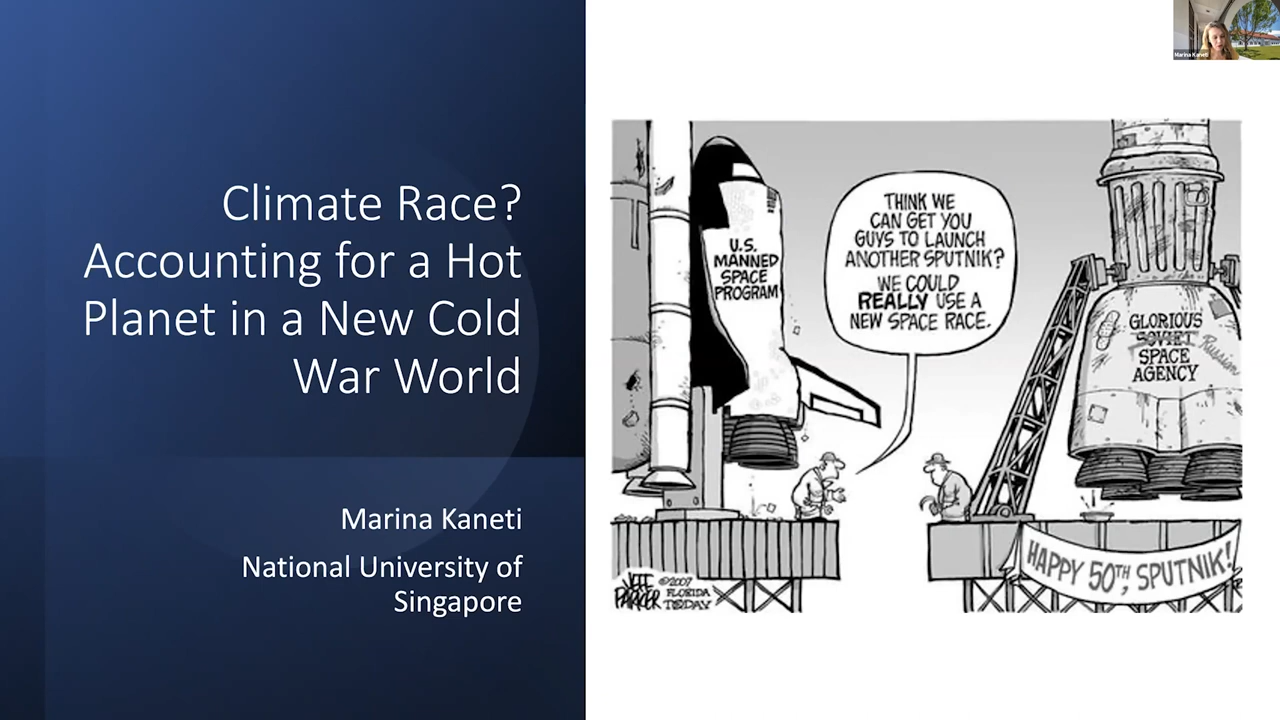 Climate Race?
Accounting for a Hot
Planet in a New Cold
War World
Marina Kaneti
National University of
Singapore
Marina Kaneti
U.S.
MANNED
SPACE
PROGRAM
THINK WE
CAN GET YOU
GUYS TO LAUNCH
ANOTHER SPUTNIK?
WE COULD
REALLY USE A
NEW SPACE RACE.
GLORIOUS
SOVIET Russian
SPACE
AGENCY
HAPPY 50TH, SPUTNIK!
JEFF
PARKER
©2007
FLORIDA
TODAY